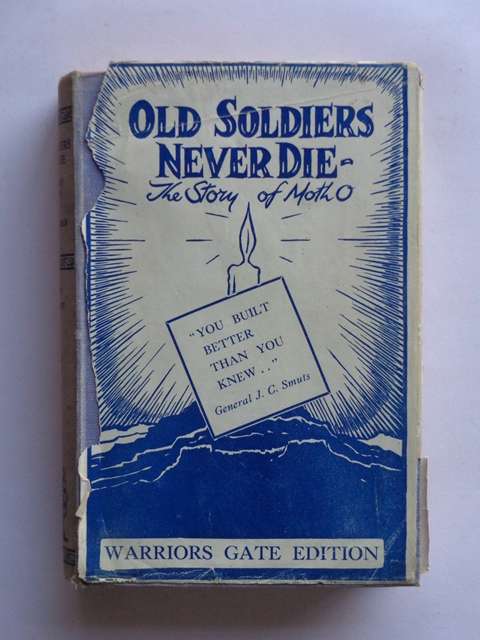 OLD SOLDIERS
NEVER DIE-
The Story of Moth O
"YOU BUILT
BETTER
THAN YOU
KNEW.."
General J. C. Smuts
WARRIORS GATE EDITION